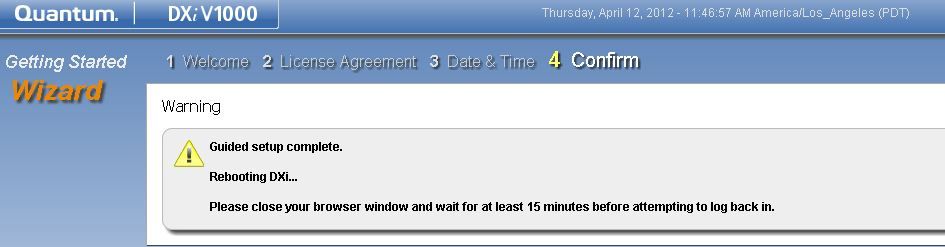 Quantum. DXi V1000 Thursday, April 12, 2012 - 11:46:57 AM America/Los_Angeles (PDT)
Getting Started 1 Welcome 2 License Agreement 3 Date & Time 4 Confirm
Wizard
Warning
Guided setup complete.
Rebooting DXi...
Please close your browser window and wait for at least 15 minutes before attempting to log back in.